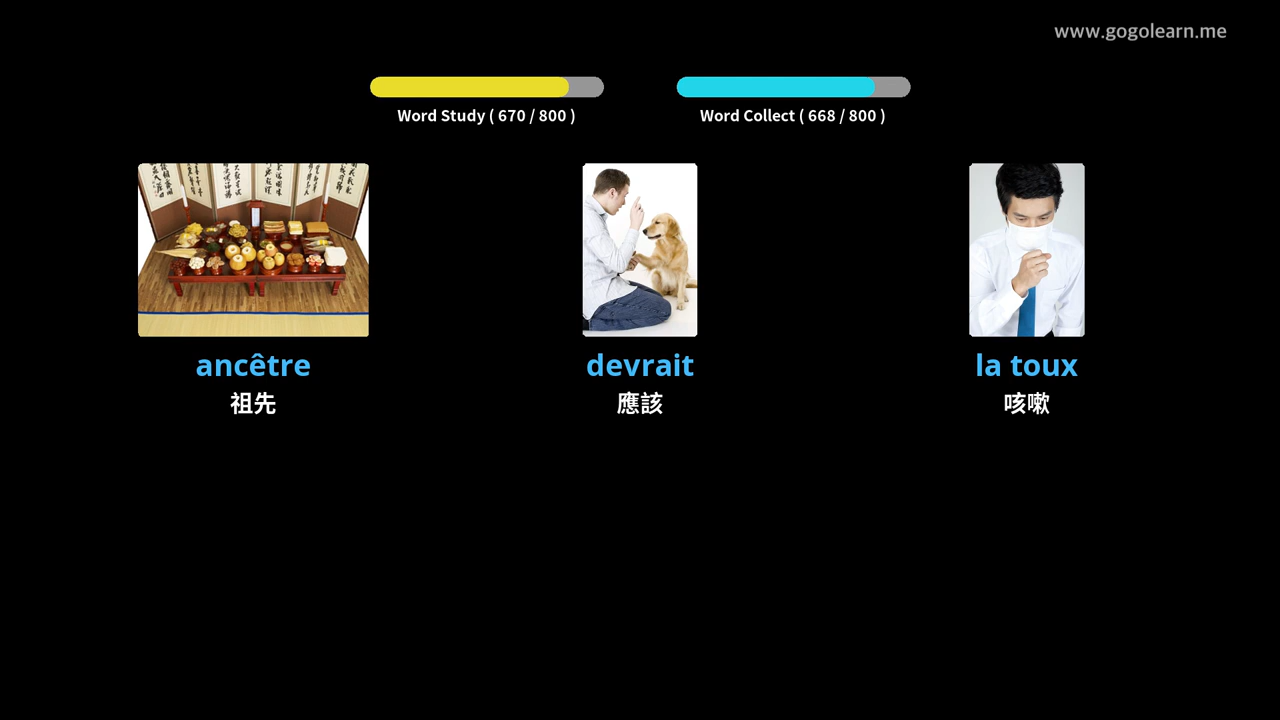 www.gogolearn.me
Word Study ( 670 / 800 )
Word Collect ( 668 / 800 )
ancêtre
devrait
la toux
祖先
應該
咳嗽